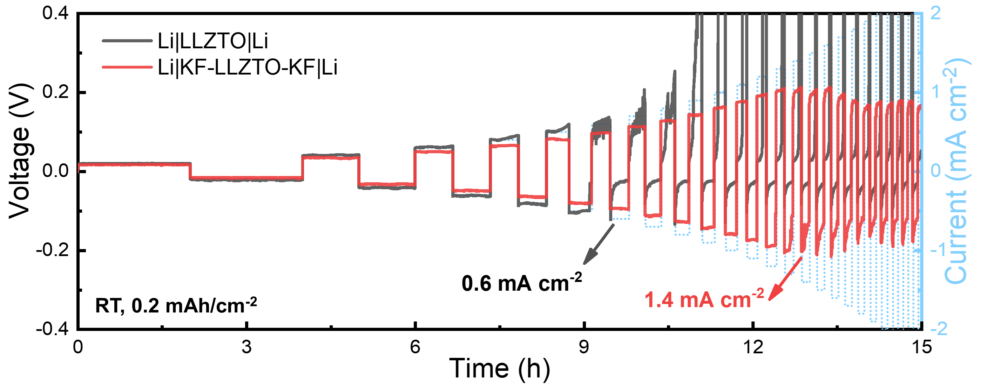 Li|LLZTO|Li
Li|KF-LLZTO-KF|Li
0.4
0.2
0.0
-0.2
-0.4
Voltage (V)
2
1
0
-1
-2
Current (mA cm⁻²)
0.6 mA cm⁻²
1.4 mA cm⁻²
RT, 0.2 mAh/cm⁻²
0 3 6 9 12 15
Time (h)